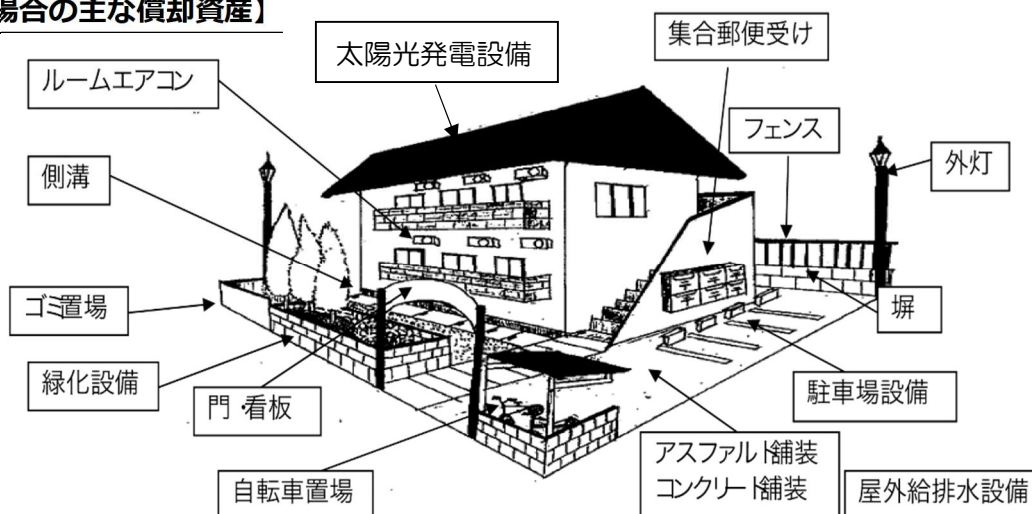 場合の主な償却資産】
太陽光発電設備
集合郵便受け
ルームエアコン
フェンス
外灯
側溝
ゴミ置場
塀
緑化設備
門・看板
駐車場設備
自転車置場
アスファルト舗装
コンクリート舗装
屋外給排水設備